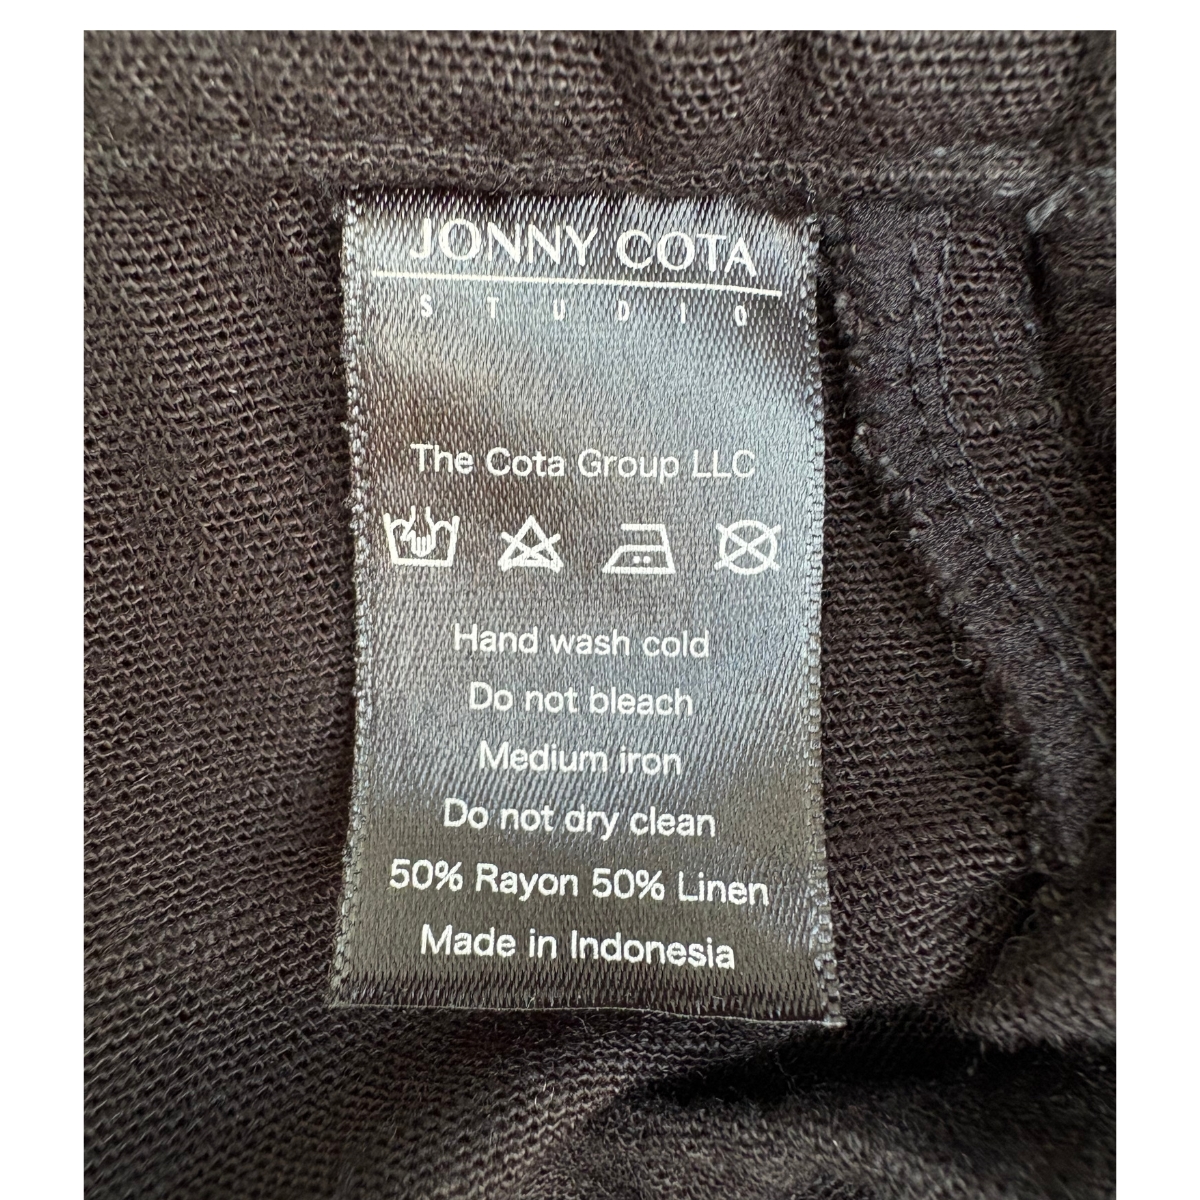 JONNY COTA
STUDIO
The Cota Group LLC
Hand wash cold
Do not bleach
Medium iron
Do not dry clean
50% Rayon 50% Linen
Made in Indonesia